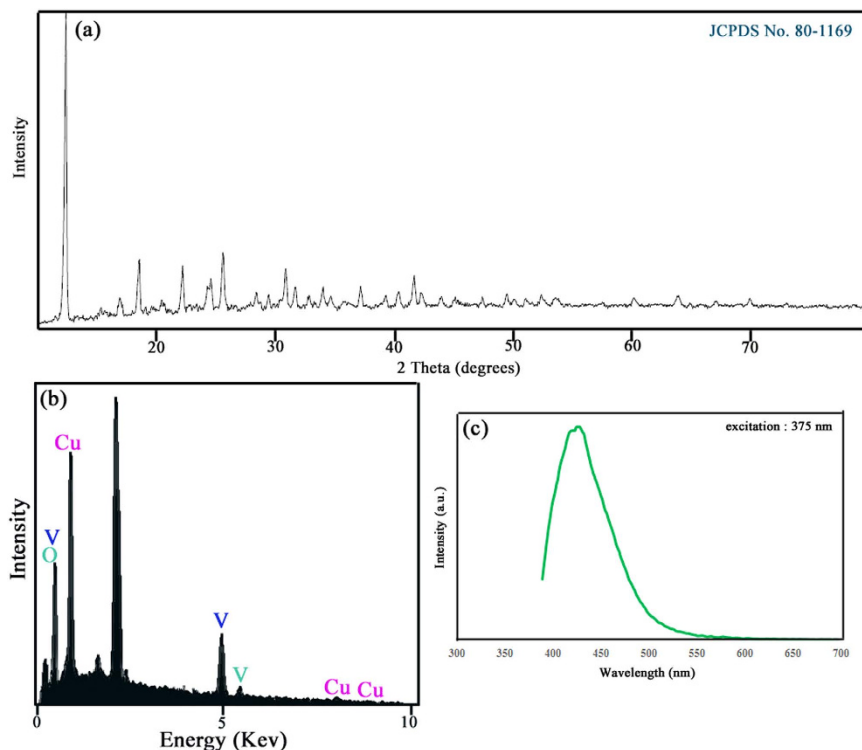 (a)
JCPDS No. 80-1169
Intensity
20 30 40 50 60 70
2 Theta (degrees)
(b)
Cu
V
O
V
V
Cu Cu
Intensity
0 5 10
Energy (Kev)
(c)
excitation : 375 nm
Intensity (a.u.)
300 350 400 450 500 550 600 650 700
Wavelength (nm)